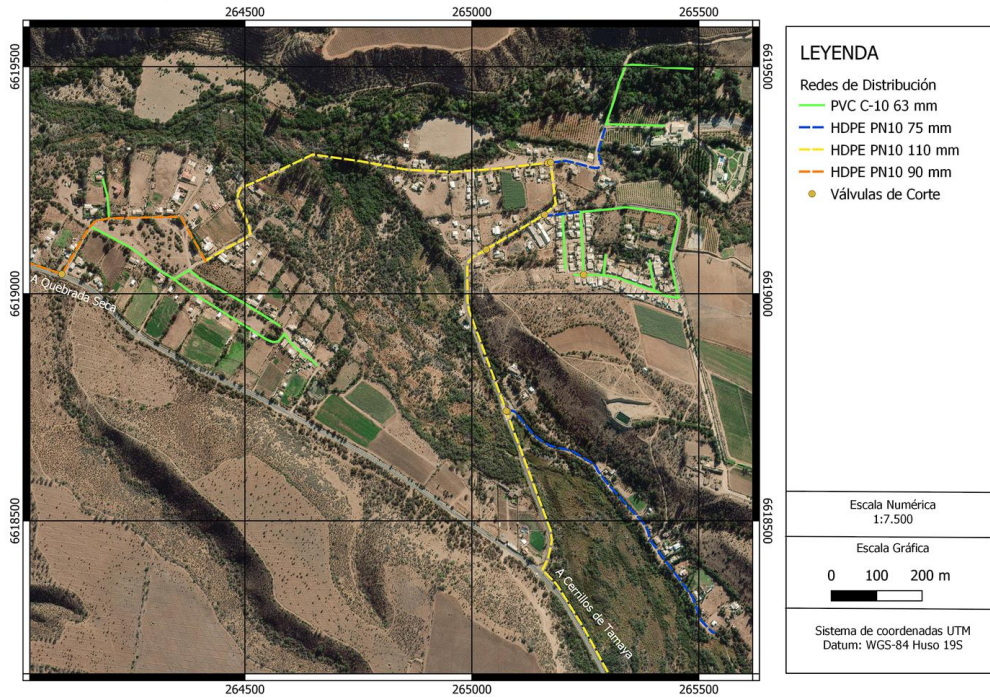 264500 265000 265500
6619500 6619500
6619000 6619000
6618500 6618500
264500 265000 265500
A Quebrada Seca
A Cerrillos de Tamaya
LEYENDA
Redes de Distribución
PVC C-10 63 mm
HDPE PN10 75 mm
HDPE PN10 110 mm
HDPE PN10 90 mm
Válvulas de Corte
Escala Numérica
1:7.500
Escala Gráfica
0 100 200 m
Sistema de coordenadas UTM
Datum: WGS-84 Huso 19S